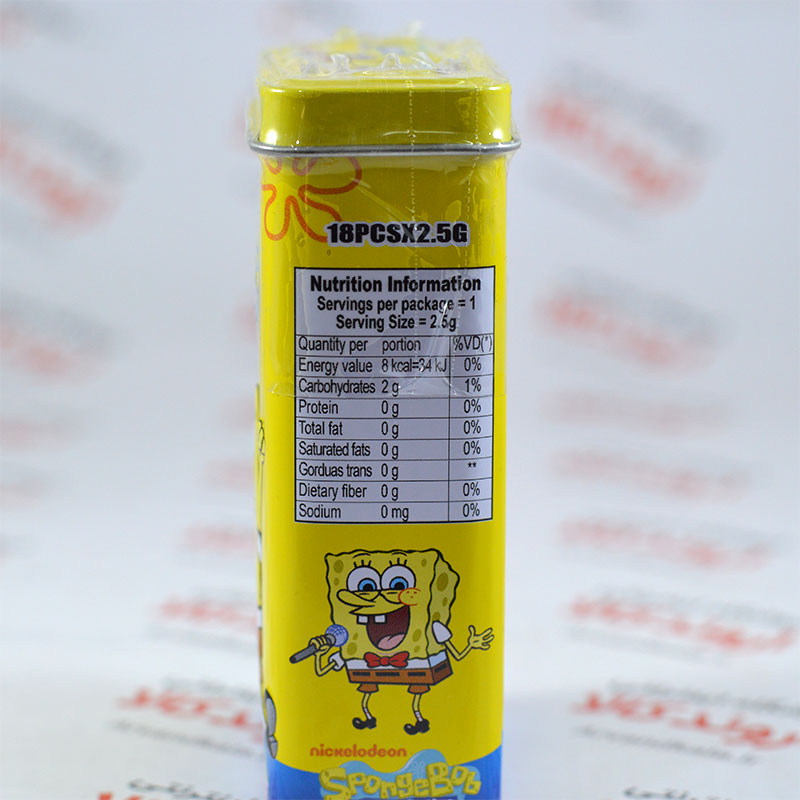 18PCSX2.5G
Nutrition Information
Servings per package = 1
Serving Size = 2.5g
Quantity per portion %VD(*)
Energy value 8 kcal=34 kJ 0%
Carbohydrates 2 g 1%
Protein 0 g 0%
Total fat 0 g 0%
Saturated fats 0 g 0%
Gorduas trans 0 g **
Dietary fiber 0 g 0%
Sodium 0 mg 0%
nickelodeon
SpongeBob